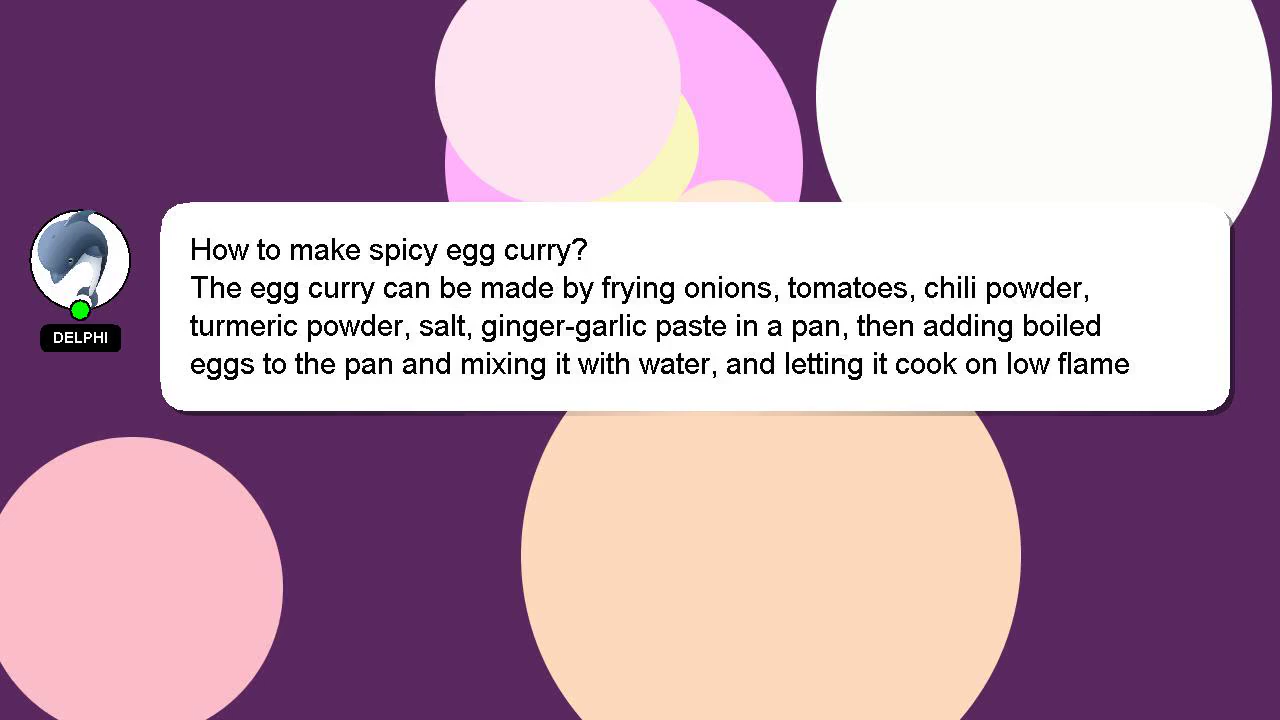 How to make spicy egg curry?
The egg curry can be made by frying onions, tomatoes, chili powder,
turmeric powder, salt, ginger-garlic paste in a pan, then adding boiled
eggs to the pan and mixing it with water, and letting it cook on low flame
DELPHI